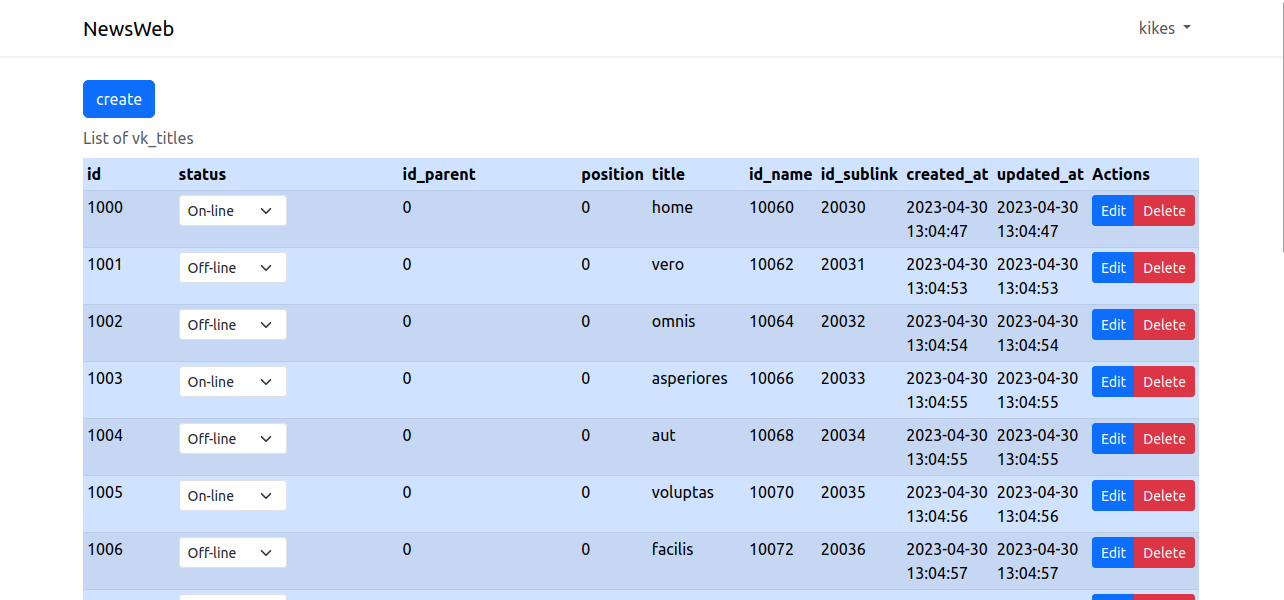 NewsWeb
kikes
create
List of vk_titles
id status id_parent position title id_name id_sublink created_at updated_at Actions
1000 On-line 0 0 home 10060 20030 2023-04-30 2023-04-30 Edit Delete
13:04:47 13:04:47
1001 Off-line 0 0 vero 10062 20031 2023-04-30 2023-04-30 Edit Delete
13:04:53 13:04:53
1002 Off-line 0 0 omnis 10064 20032 2023-04-30 2023-04-30 Edit Delete
13:04:54 13:04:54
1003 On-line 0 0 asperiores 10066 20033 2023-04-30 2023-04-30 Edit Delete
13:04:55 13:04:55
1004 Off-line 0 0 aut 10068 20034 2023-04-30 2023-04-30 Edit Delete
13:04:55 13:04:55
1005 On-line 0 0 voluptas 10070 20035 2023-04-30 2023-04-30 Edit Delete
13:04:56 13:04:56
1006 Off-line 0 0 facilis 10072 20036 2023-04-30 2023-04-30 Edit Delete
13:04:57 13:04:57